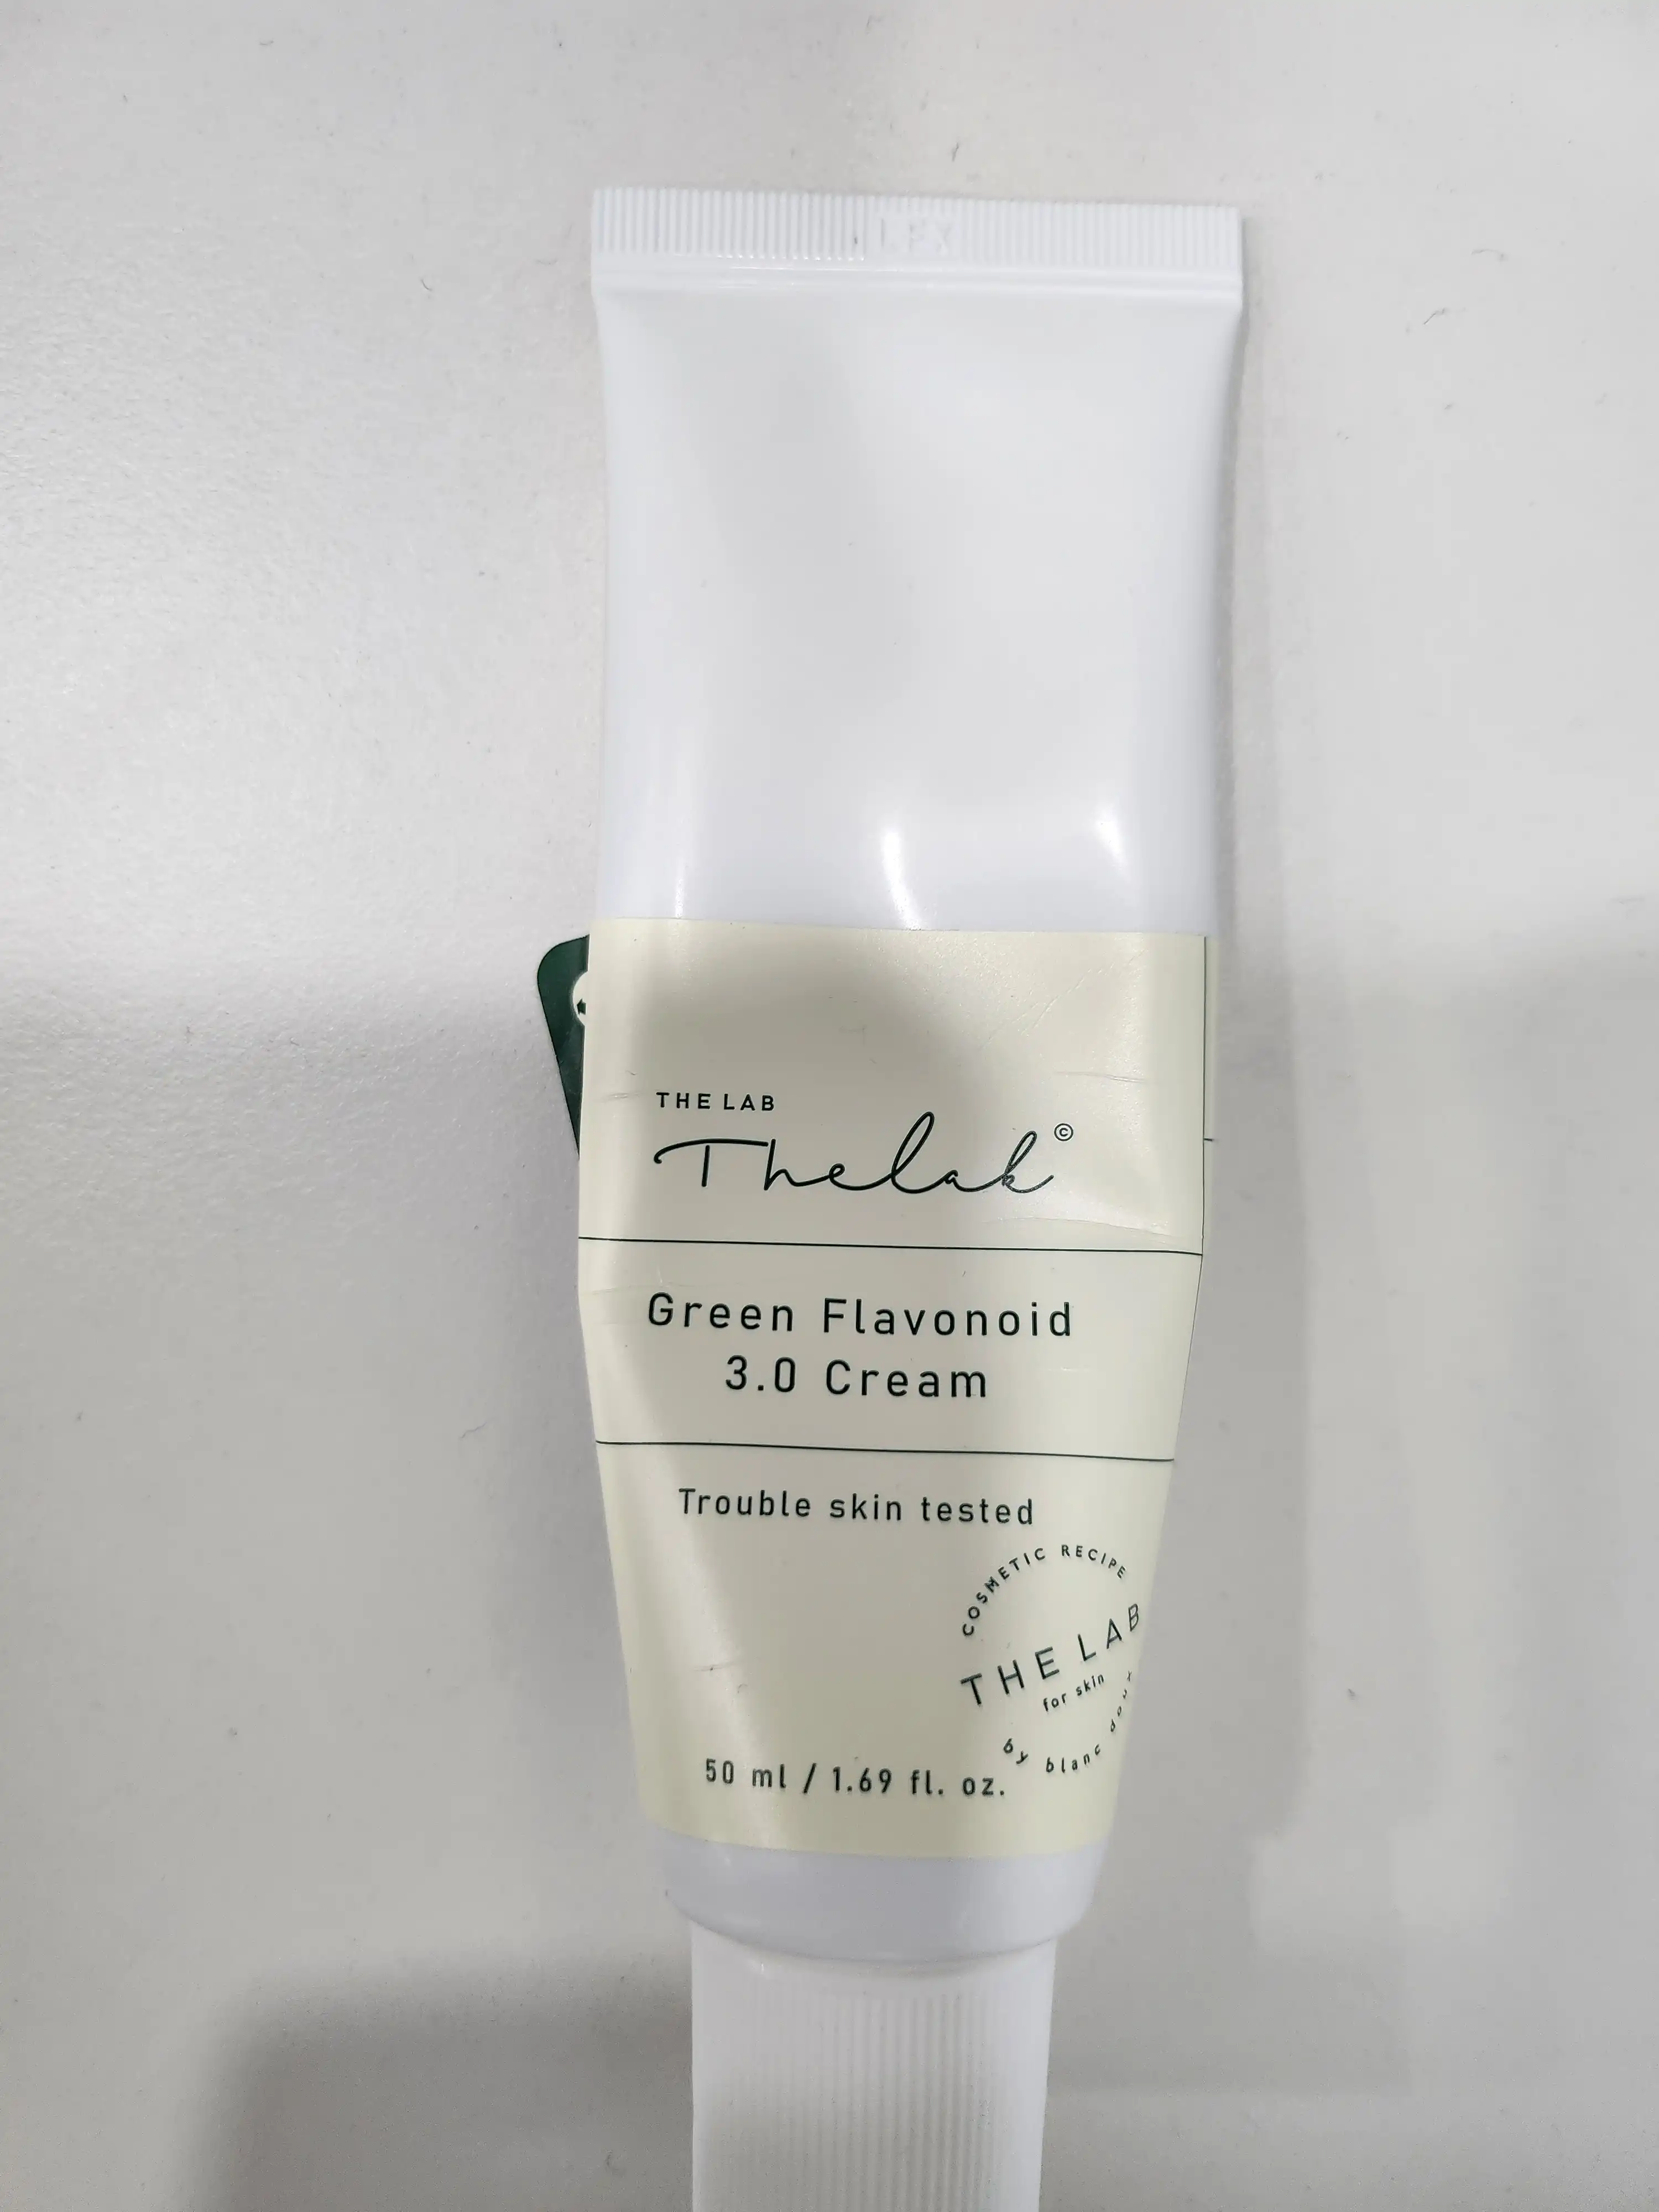 THE LAB
Thelab ©
Green Flavonoid
3.0 Cream
Trouble skin tested
COSMETIC RECIPE
THE LAB
for skin
by blanc doux
50 ml / 1.69 fl. oz.